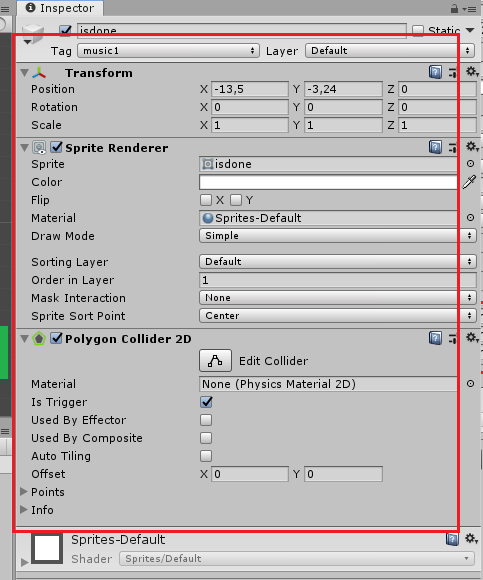 Inspector
isdone Static
Tag music1 Layer Default
Transform
Position X -13,5 Y -3,24 Z 0
Rotation X 0 Y 0 Z 0
Scale X 1 Y 1 Z 1
Sprite Renderer
Sprite isdone
Color
Flip X Y
Material Sprites-Default
Draw Mode Simple
Sorting Layer Default
Order in Layer 1
Mask Interaction None
Sprite Sort Point Center
Polygon Collider 2D
Edit Collider
Material None (Physics Material 2D)
Is Trigger
Used By Effector
Used By Composite
Auto Tiling
Offset X 0 Y 0
Points
Info
Sprites-Default
Shader Sprites/Default